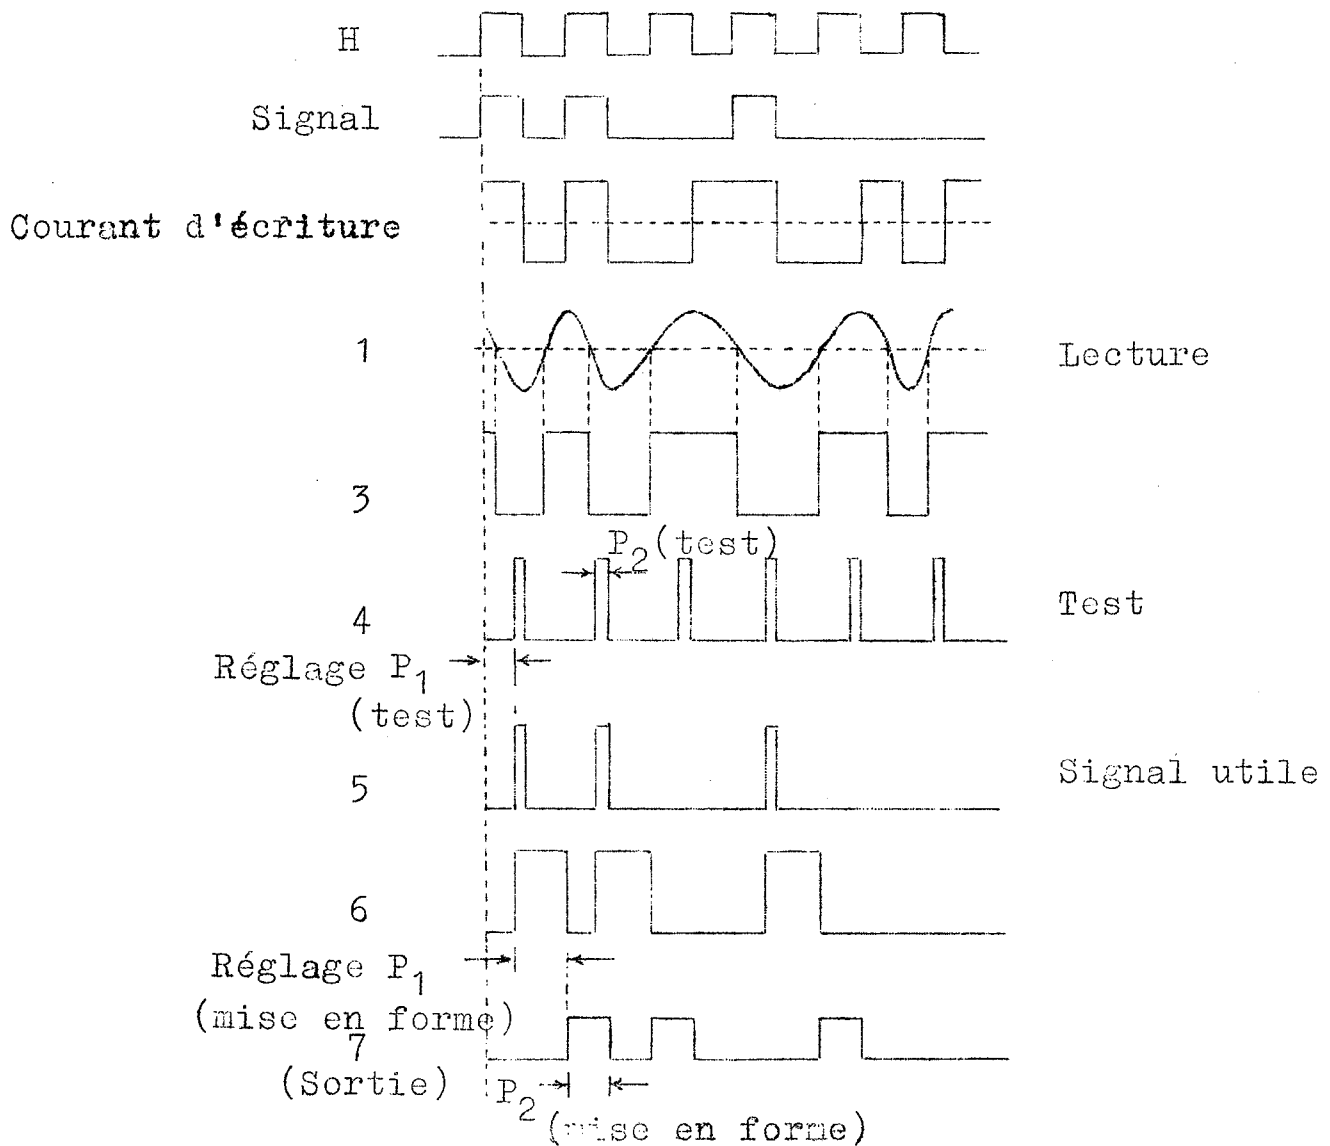 H
Signal
Courant d'écriture
1
Lecture
3
P2(test)
4
Test
Réglage P1
(test)
5
Signal utile
6
Réglage P1
(mise en forme)
7
(Sortie)
P2
(mise en forme)